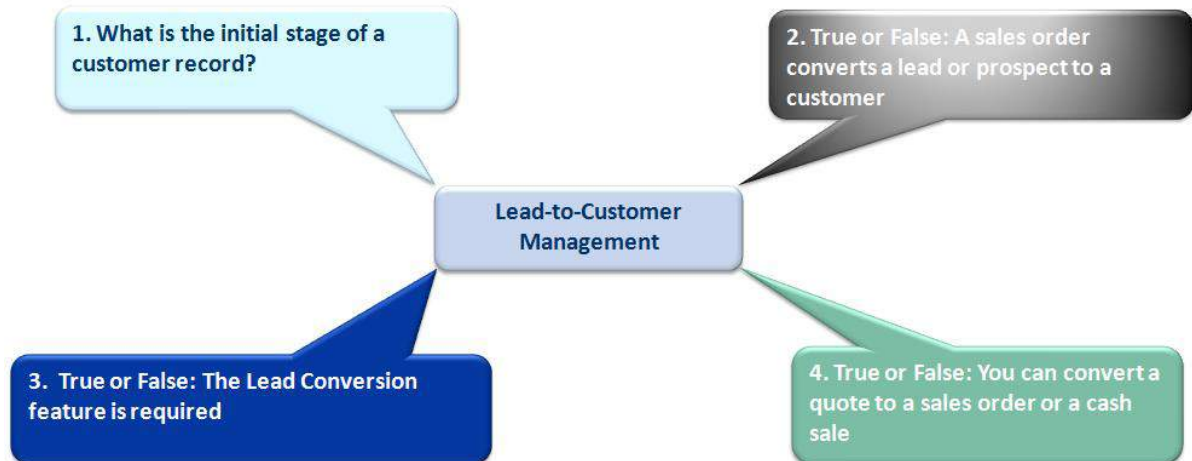 1. What is the initial stage of a
customer record?
2. True or False: A sales order
converts a lead or prospect to a
customer
Lead-to-Customer
Management
3. True or False: The Lead Conversion
feature is required
4. True or False: You can convert a
quote to a sales order or a cash
sale